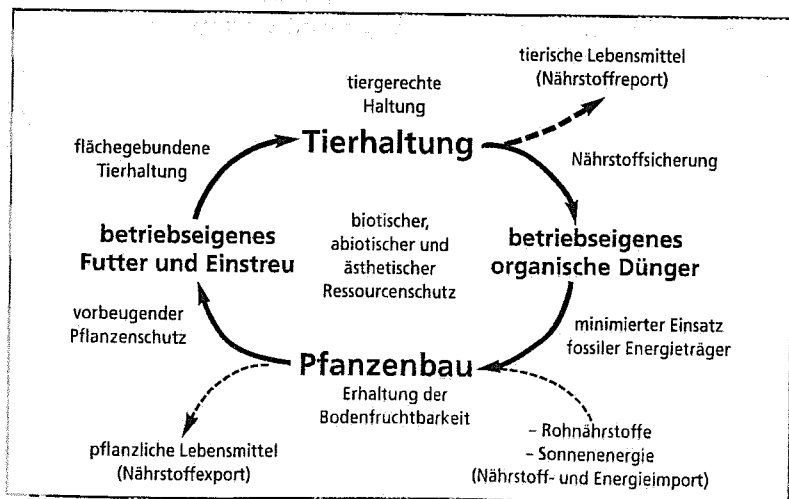 tierische Lebensmittel
(Nährstoffreport)
tiergerechte
Haltung
Tierhaltung
flächegebundene
Tierhaltung
Nährstoffsicherung
betriebseigenes
Futter und Einstreu
biotischer,
abiotischer und
ästhetischer
Ressourcenschutz
betriebseigenes
organische Dünger
vorbeugender
Pflanzenschutz
minimierter Einsatz
fossiler Energieträger
Pfanzenbau
Erhaltung der
Bodenfruchtbarkeit
pflanzliche Lebensmittel
(Nährstoffexport)
– Rohnährstoffe
– Sonnenenergie
(Nährstoff- und Energieimport)